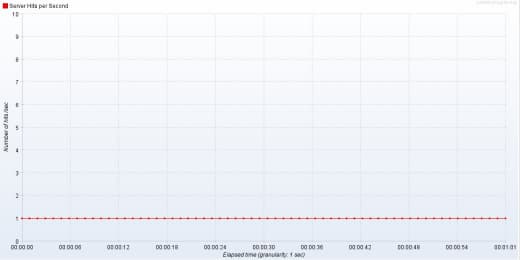 Server Hits per Second
10
9
8
7
6
5
4
3
2
1
0
Number of hits /sec
00:00:00 00:00:06 00:00:12 00:00:18 00:00:24 00:00:30 00:00:36 00:00:42 00:00:48 00:00:54 00:01:01
Elapsed time (granularity: 1 sec)